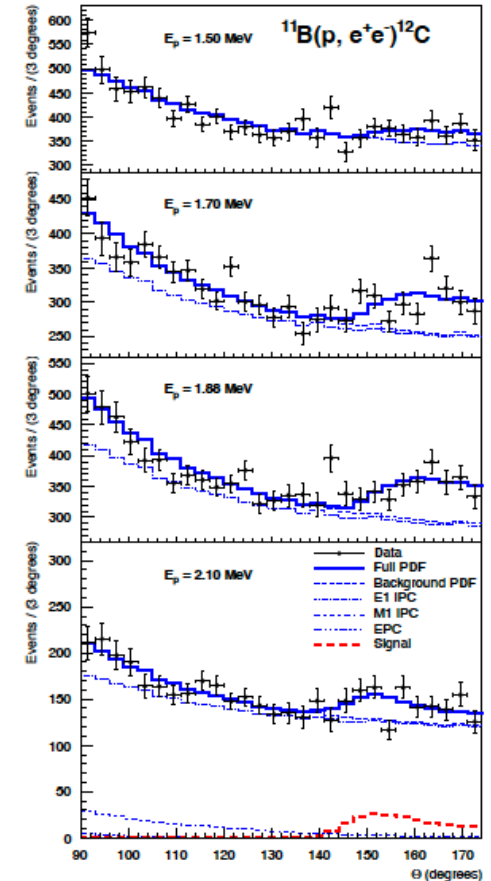 ¹¹B(p, e⁺e⁻)¹²C
Eₚ = 1.50 MeV
Events / (3 degrees)
600
550
500
450
400
350
300
Eₚ = 1.70 MeV
Events / (3 degrees)
450
400
350
300
250
Eₚ = 1.88 MeV
Events / (3 degrees)
550
500
450
400
350
300
Eₚ = 2.10 MeV
Events / (3 degrees)
300
250
200
150
100
50
0
Data
Full PDF
Background PDF
E1 IPC
M1 IPC
EPC
Signal
90 100 110 120 130 140 150 160 170
Θ (degrees)